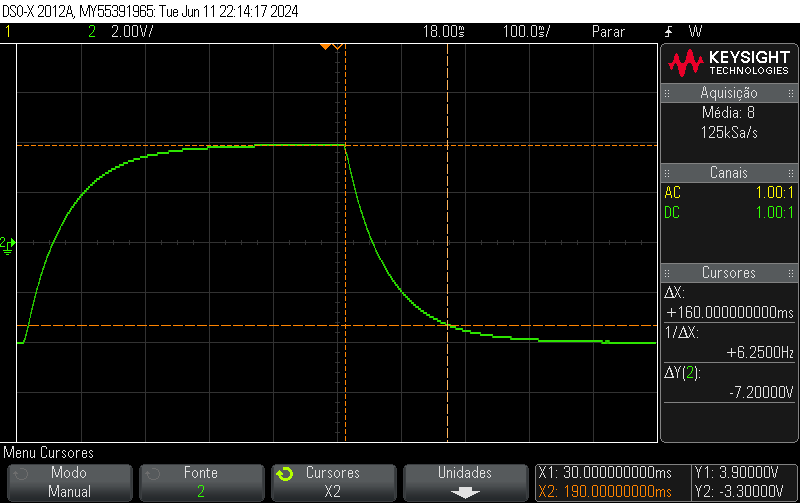 DSO-X 2012A, MY55391965: Tue Jun 11 22:14:17 2024
1 2 2.00V/ 18.00s 100.0s/ Parar W
KEYSIGHT
TECHNOLOGIES
Aquisição
Média: 8
125kSa/s
Canais
AC 1.00:1
DC 1.00:1
Cursores
ΔX:
+160.000000000ms
1/ΔX:
+6.2500Hz
ΔY(2):
-7.20000V
2
Menu Cursores
Modo
Manual
Fonte
2
Cursores
X2
Unidades
X1: 30.000000000ms
X2: 190.00000000ms
Y1: 3.90000V
Y2: -3.30000V